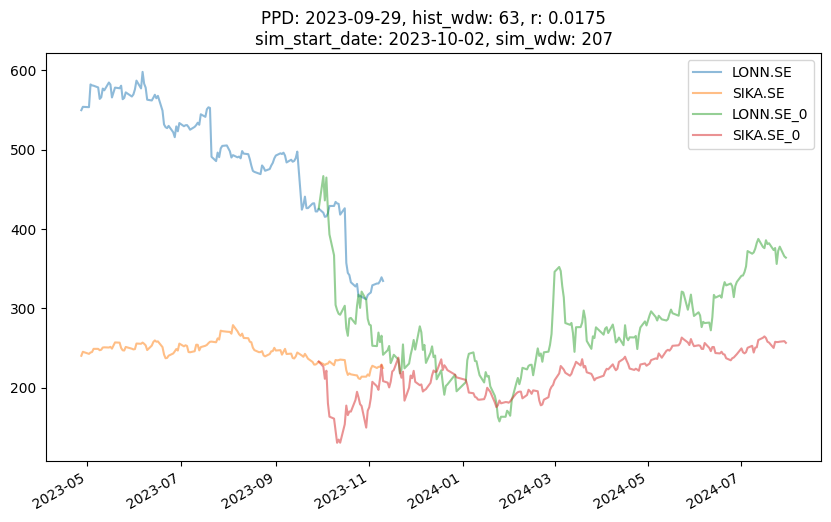 PPD: 2023-09-29, hist_wdw: 63, r: 0.0175
sim_start_date: 2023-10-02, sim_wdw: 207
LONN.SE
SIKA.SE
LONN.SE_0
SIKA.SE_0
600
500
400
300
200
2023-05
2023-07
2023-09
2023-11
2024-01
2024-03
2024-05
2024-07